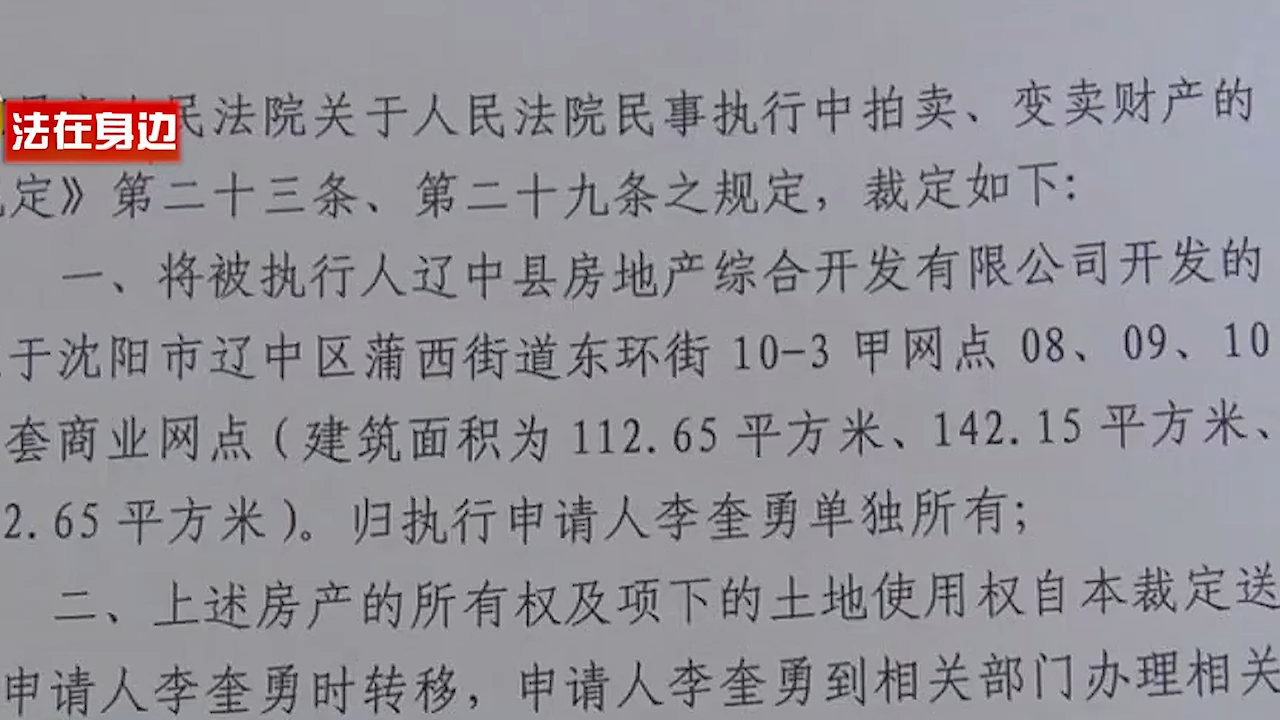 法在身边
民法院关于人民法院民事执行中拍卖、变卖财产的
定》第二十三条、第二十九条之规定，裁定如下：
一、将被执行人辽中县房地产综合开发有限公司开发的
于沈阳市辽中区蒲西街道东环街 10-3 甲网点 08、09、10
套商业网点（建筑面积为 112.65 平方米、142.15 平方米、
2.65 平方米）。归执行申请人李奎勇单独所有；
二、上述房产的所有权及项下的土地使用权自本裁定送
申请人李奎勇时转移，申请人李奎勇到相关部门办理相关